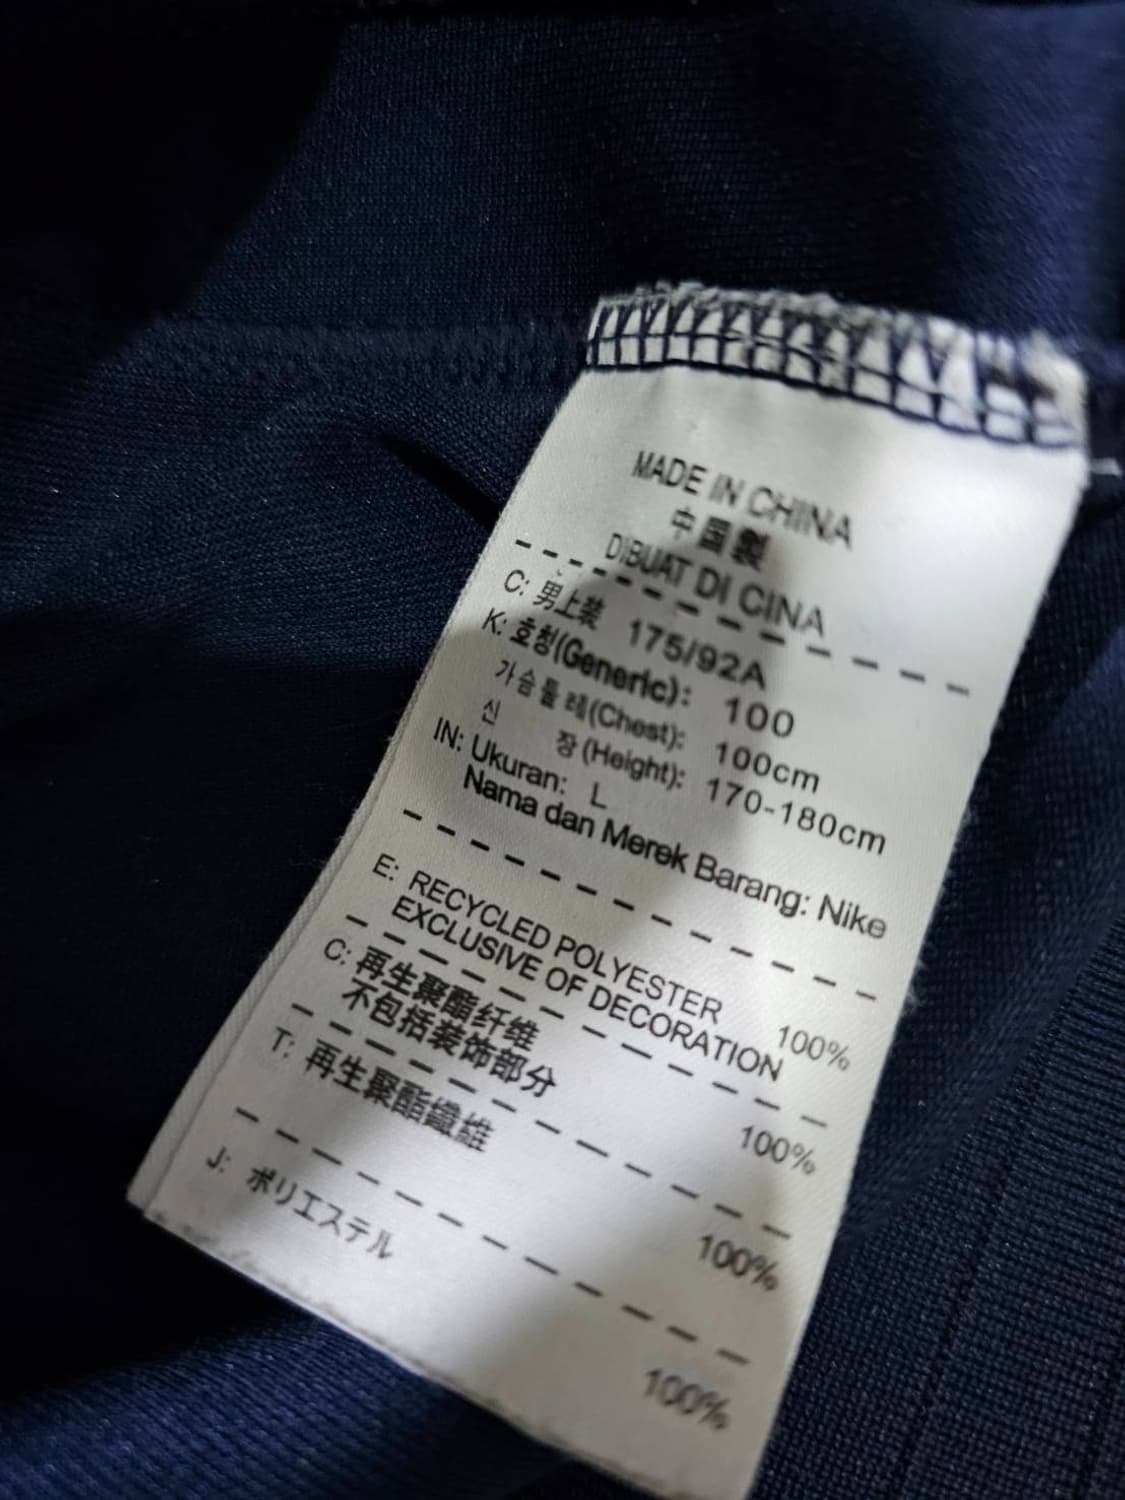 MADE IN CHINA
中国製
DIBUAT DI CINA
C: 男上装 175/92A
K: 호칭(Generic): 100
가슴둘레(Chest): 100cm
신 장(Height): 170-180cm
IN: Ukuran: L
Nama dan Merek Barang: Nike
E: RECYCLED POLYESTER 100%
EXCLUSIVE OF DECORATION
C: 再生聚酯纤维 100%
不包括装饰部分
T: 再生聚酯纖維 100%
J: ポリエステル 100%